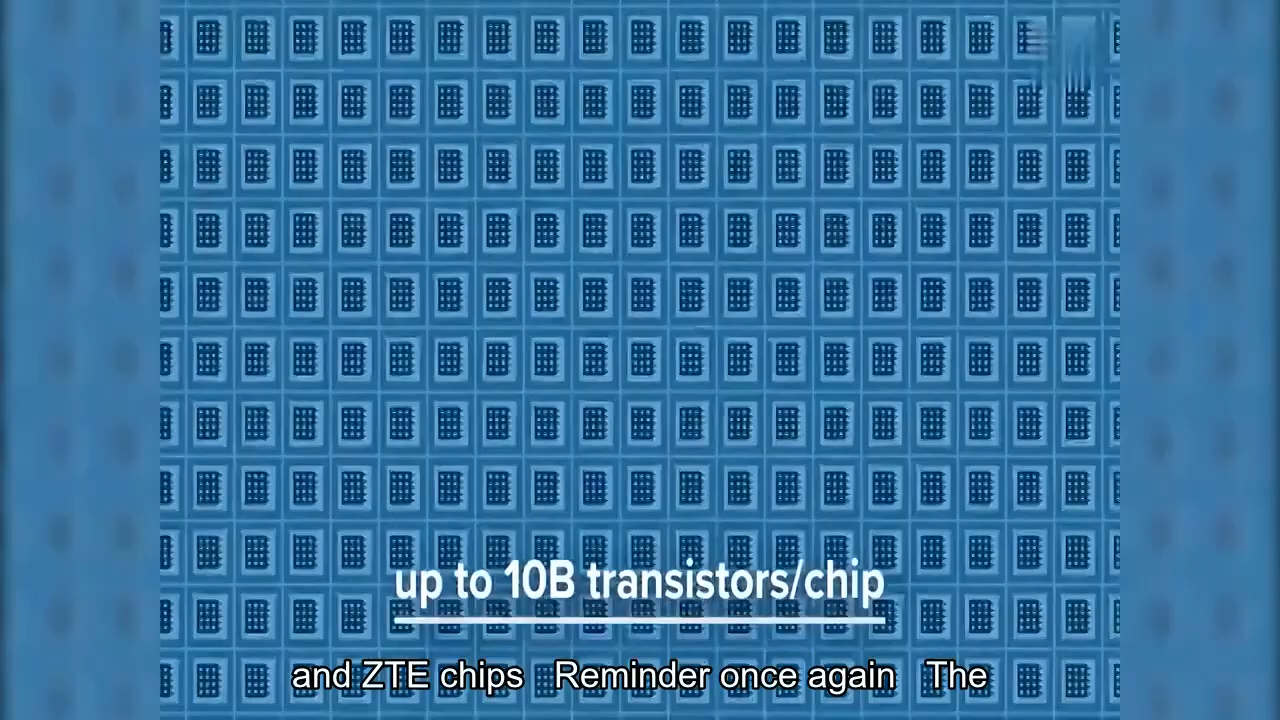 up to 10B transistors/chip
and ZTE chips Reminder once again The